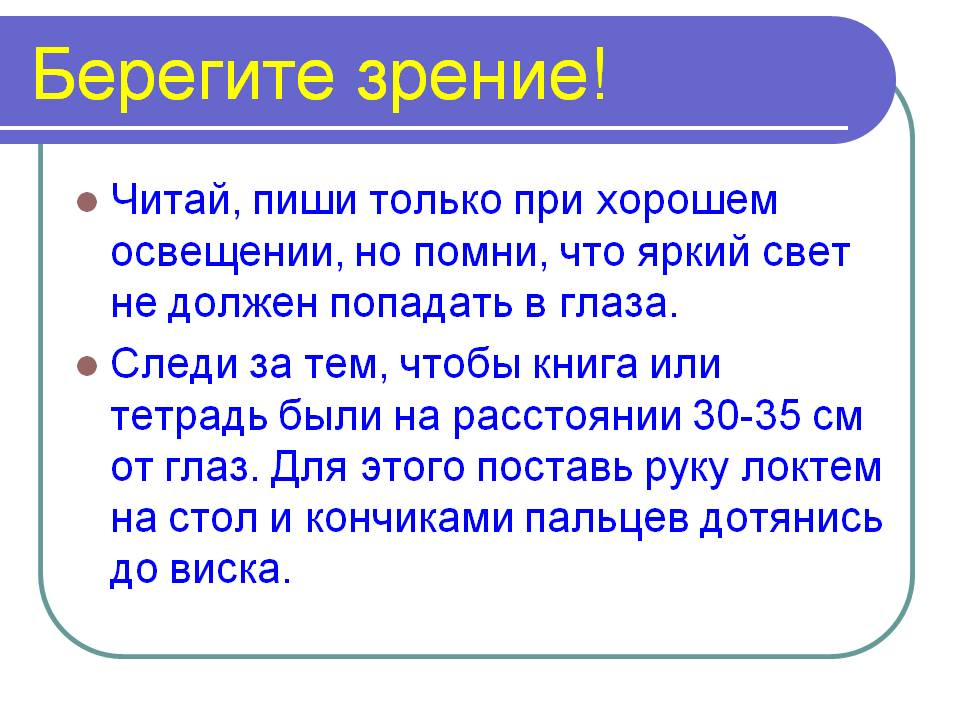 Берегите зрение!
Читай, пиши только при хорошем
освещении, но помни, что яркий свет
не должен попадать в глаза.
Следи за тем, чтобы книга или
тетрадь были на расстоянии 30-35 см
от глаз. Для этого поставь руку локтем
на стол и кончиками пальцев дотянись
до виска.